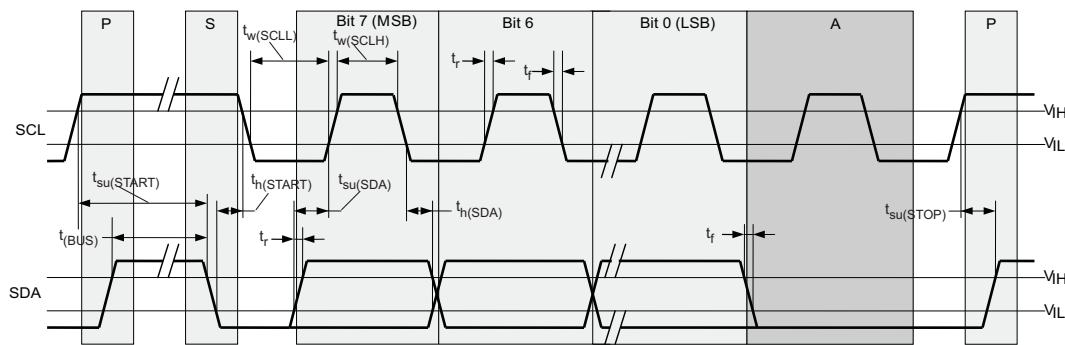 P
S
Bit 7 (MSB)
Bit 6
Bit 0 (LSB)
A
P
tw(SCLL)
tw(SCLH)
tr
tf
SCL
VIH
VIL
tsu(START)
th(START)
tsu(SDA)
th(SDA)
tsu(STOP)
t(BUS)
tr
tf
SDA
VIH
VIL